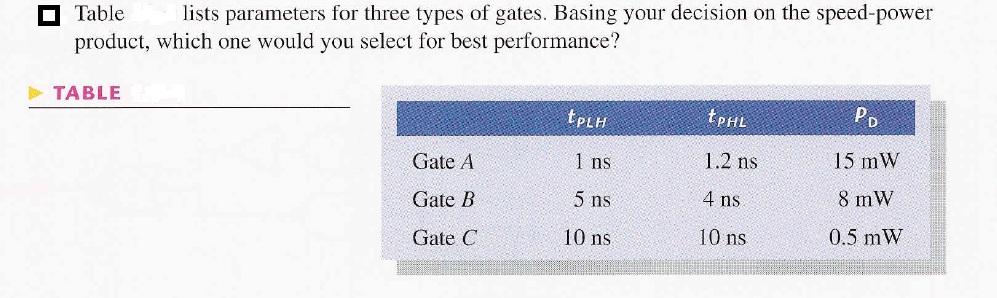 Table lists parameters for three types of gates. Basing your decision on the speed-power
product, which one would you select for best performance?
TABLE
tPLH tPHL PD
Gate A 1 ns 1.2 ns 15 mW
Gate B 5 ns 4 ns 8 mW
Gate C 10 ns 10 ns 0.5 mW